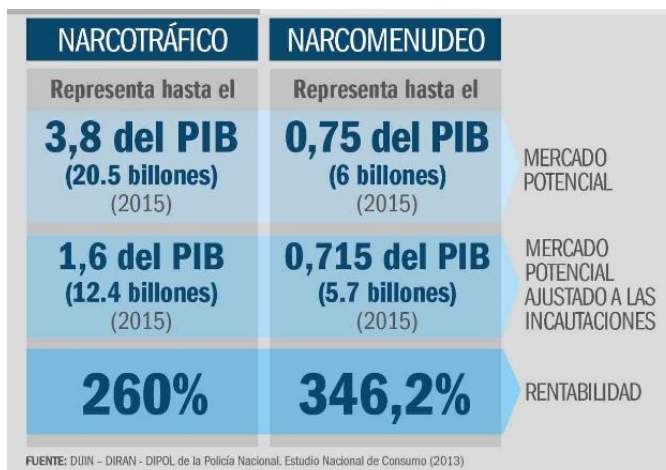 NARCOTRÁFICO
NARCOMENUDEO
Representa hasta el
Representa hasta el
3,8 del PIB
(20.5 billones)
(2015)
0,75 del PIB
(6 billones)
(2015)
MERCADO
POTENCIAL
1,6 del PIB
(12.4 billones)
(2015)
0,715 del PIB
(5.7 billones)
(2015)
MERCADO
POTENCIAL
AJUSTADO A LAS
INCAUTACIONES
260%
346,2%
RENTABILIDAD
FUENTE: DIJIN – DIRAN - DIPOL de la Policía Nacional. Estudio Nacional de Consumo (2013)